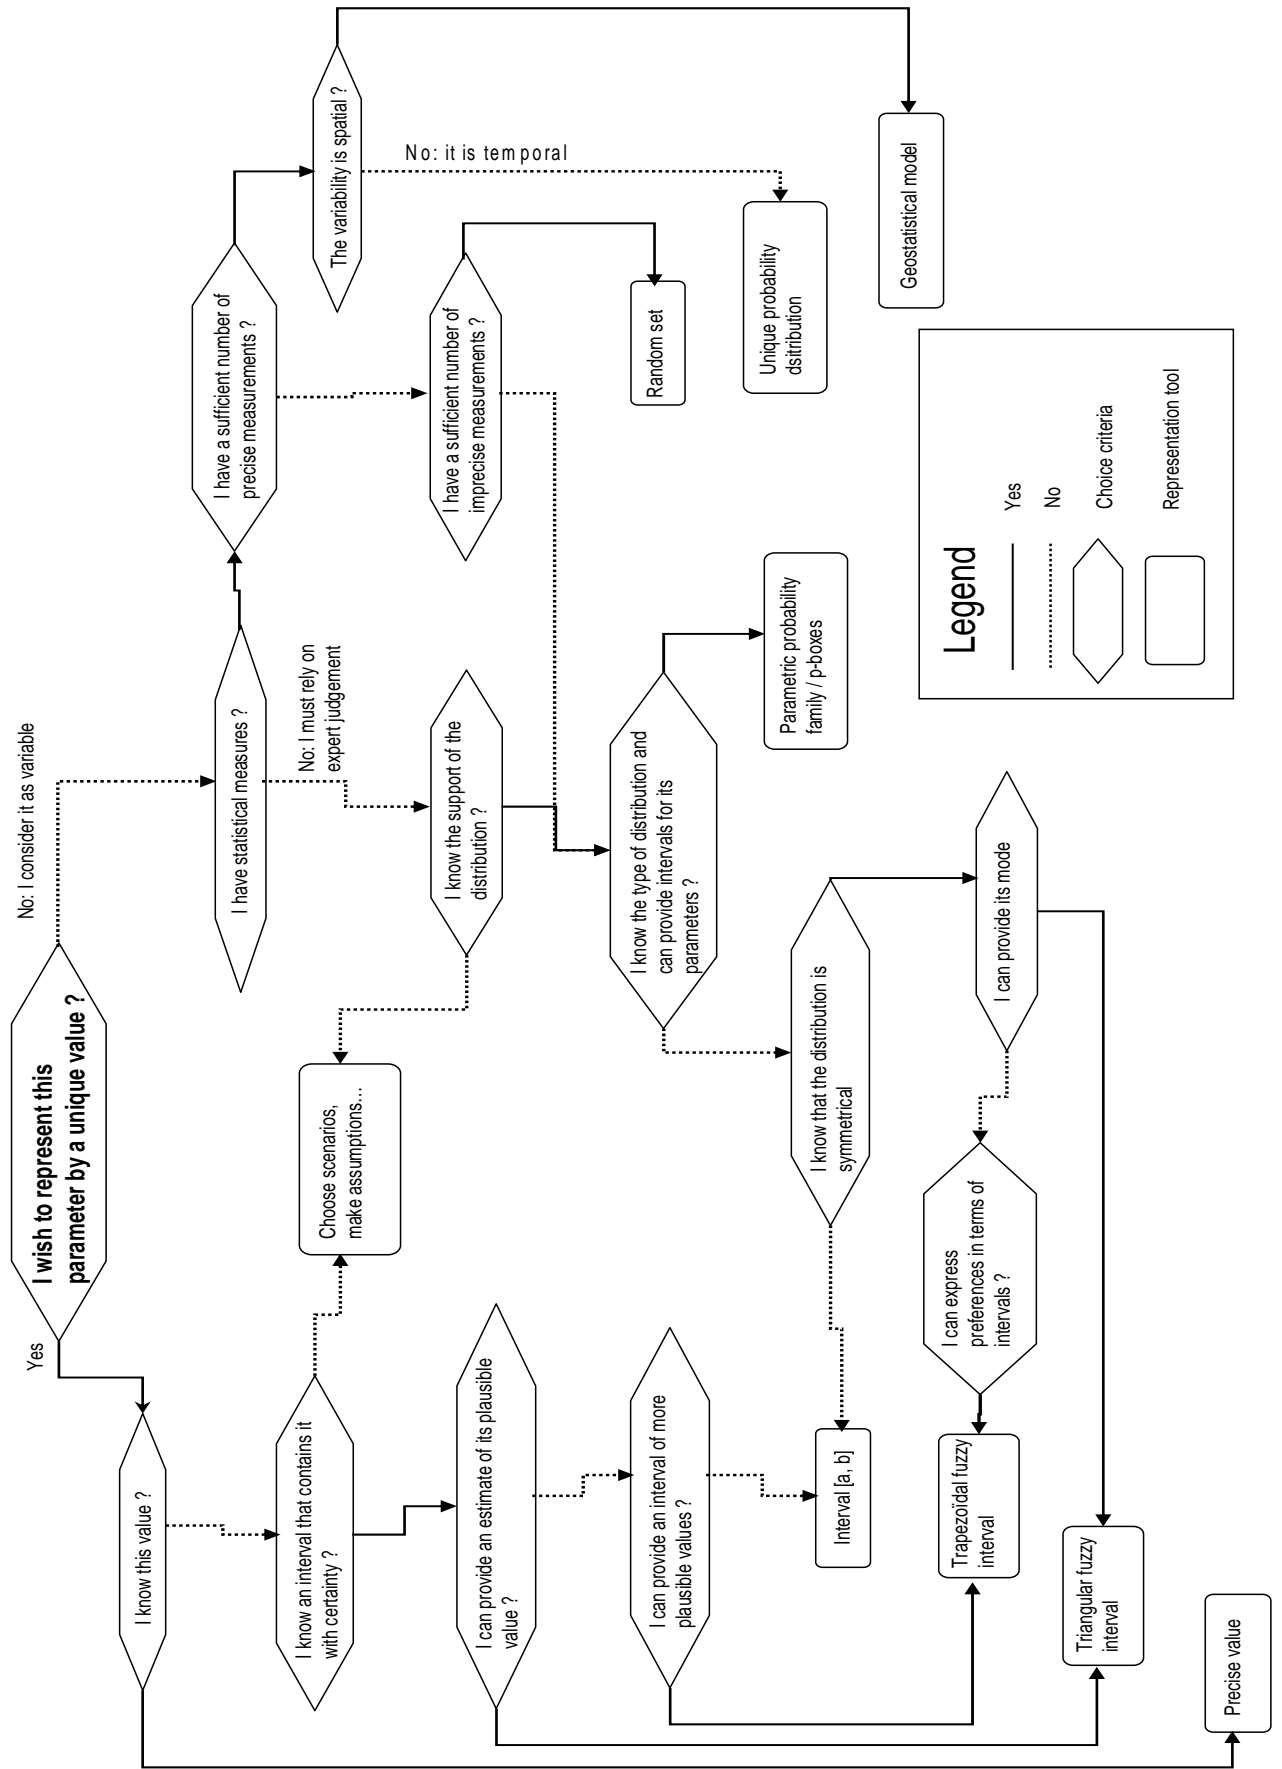 I wish to represent this
parameter by a unique value ?
Yes
No: I consider it as variable
I know this value ?
I have statistical measures ?
I have a sufficient number of
precise measurements ?
The variability is spatial ?
No: it is temporal
No: I must rely on
expert judgement
I know an interval that contains it
with certainty ?
Choose scenarios,
make assumptions...
I know the support of the
distribution ?
I have a sufficient number of
imprecise measurements ?
I can provide an estimate of its plausible
value ?
I can provide an interval of more
plausible values ?
I know the type of distribution and
can provide intervals for its
parameters ?
Random set
Unique probability
dsitribution
Geostatistical model
Parametric probability
family / p-boxes
I know that the distribution is
symmetrical
Interval [a, b]
I can express
preferences in terms of
intervals ?
I can provide its mode
Trapezoïdal fuzzy
interval
Triangular fuzzy
interval
Precise value
Legend
Yes
No
Choice criteria
Representation tool